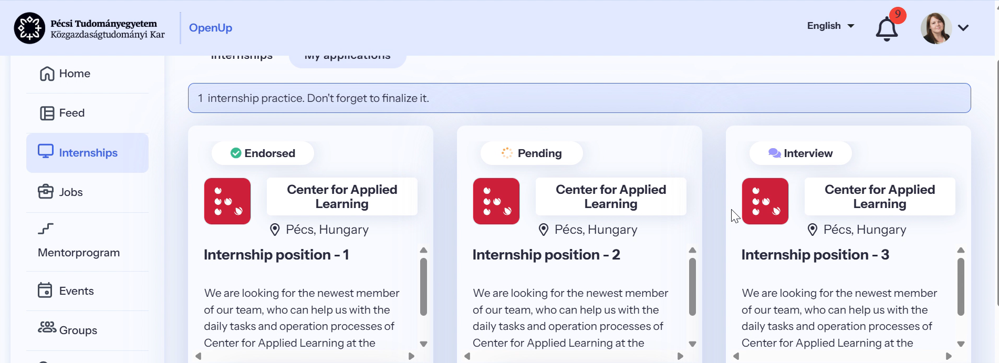 Pécsi Tudományegyetem
Közgazdaságtudományi Kar
OpenUp
English
9
Internships
My applications
Home
Feed
Internships
Jobs
Mentorprogram
Events
Groups
1 internship practice. Don't forget to finalize it.
Endorsed
Center for Applied
Learning
Pécs, Hungary
Internship position - 1
We are looking for the newest member
of our team, who can help us with the
daily tasks and operation processes of
Center for Applied Learning at the
Pending
Center for Applied
Learning
Pécs, Hungary
Internship position - 2
We are looking for the newest member
of our team, who can help us with the
daily tasks and operation processes of
Center for Applied Learning at the
Interview
Center for Applied
Learning
Pécs, Hungary
Internship position - 3
We are looking for the newest member
of our team, who can help us with the
daily tasks and operation processes of
Center for Applied Learning at the